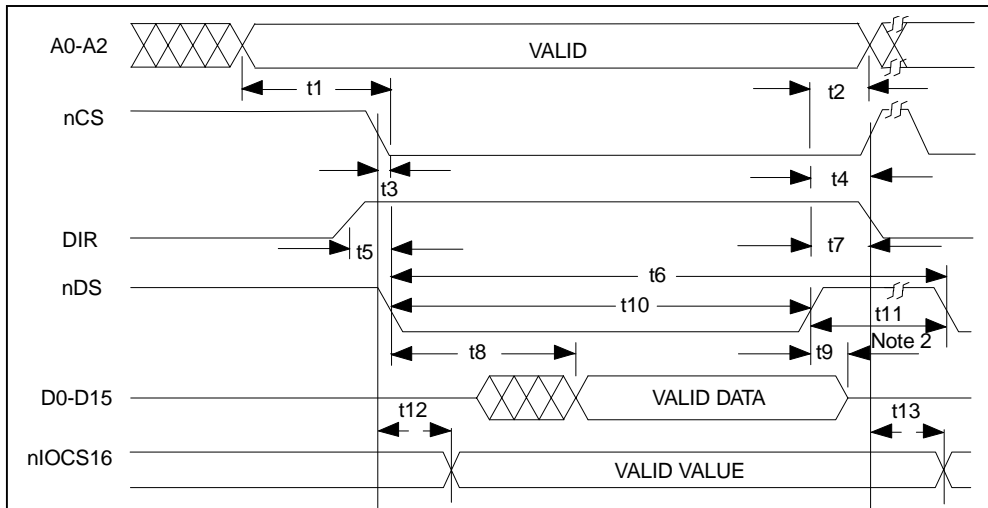 A0-A2
VALID
t1
t2
nCS
t3
t4
DIR
t5
t7
t6
nDS
t10
t11
t8
t9
Note 2
D0-D15
VALID DATA
t12
t13
nIOCS16
VALID VALUE